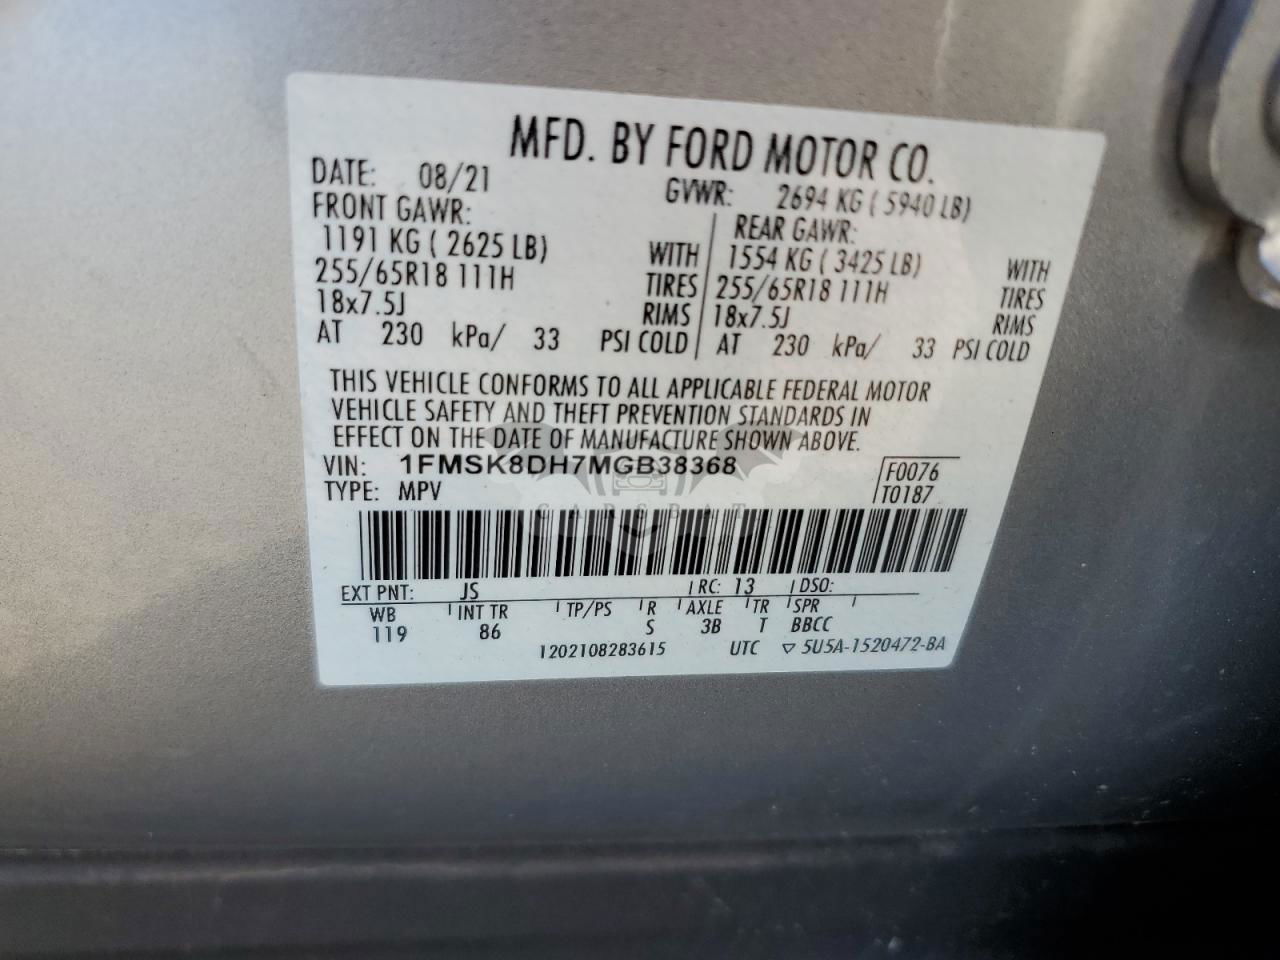 MFD. BY FORD MOTOR CO.
DATE: 08/21 GVWR: 2694 KG ( 5940 LB)
FRONT GAWR: REAR GAWR:
1191 KG ( 2625 LB) WITH 1554 KG ( 3425 LB) WITH
255/65R18 111H TIRES 255/65R18 111H TIRES
18x7.5J RIMS 18x7.5J RIMS
AT 230 kPa/ 33 PSI COLD AT 230 kPa/ 33 PSI COLD
THIS VEHICLE CONFORMS TO ALL APPLICABLE FEDERAL MOTOR
VEHICLE SAFETY AND THEFT PREVENTION STANDARDS IN
EFFECT ON THE DATE OF MANUFACTURE SHOWN ABOVE.
VIN: 1FMSK8DH7MGB38368 F0076
TYPE: MPV T0187
CARSBAT
EXT PNT: JS RC: 13 DSO:
WB INT TR TP/PS R AXLE TR SPR
119 86 S 3B T BBCC
1202108283615 UTC ▽ 5U5A-1520472-BA